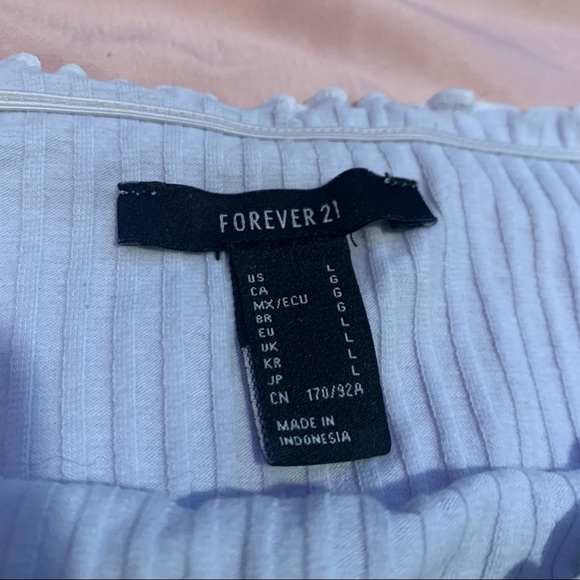 FOREVER 21
US L
CA G
MX/ECU G
BR G
EU L
UK L
KR L
JP L
CN 170/92A
MADE IN
INDONESIA